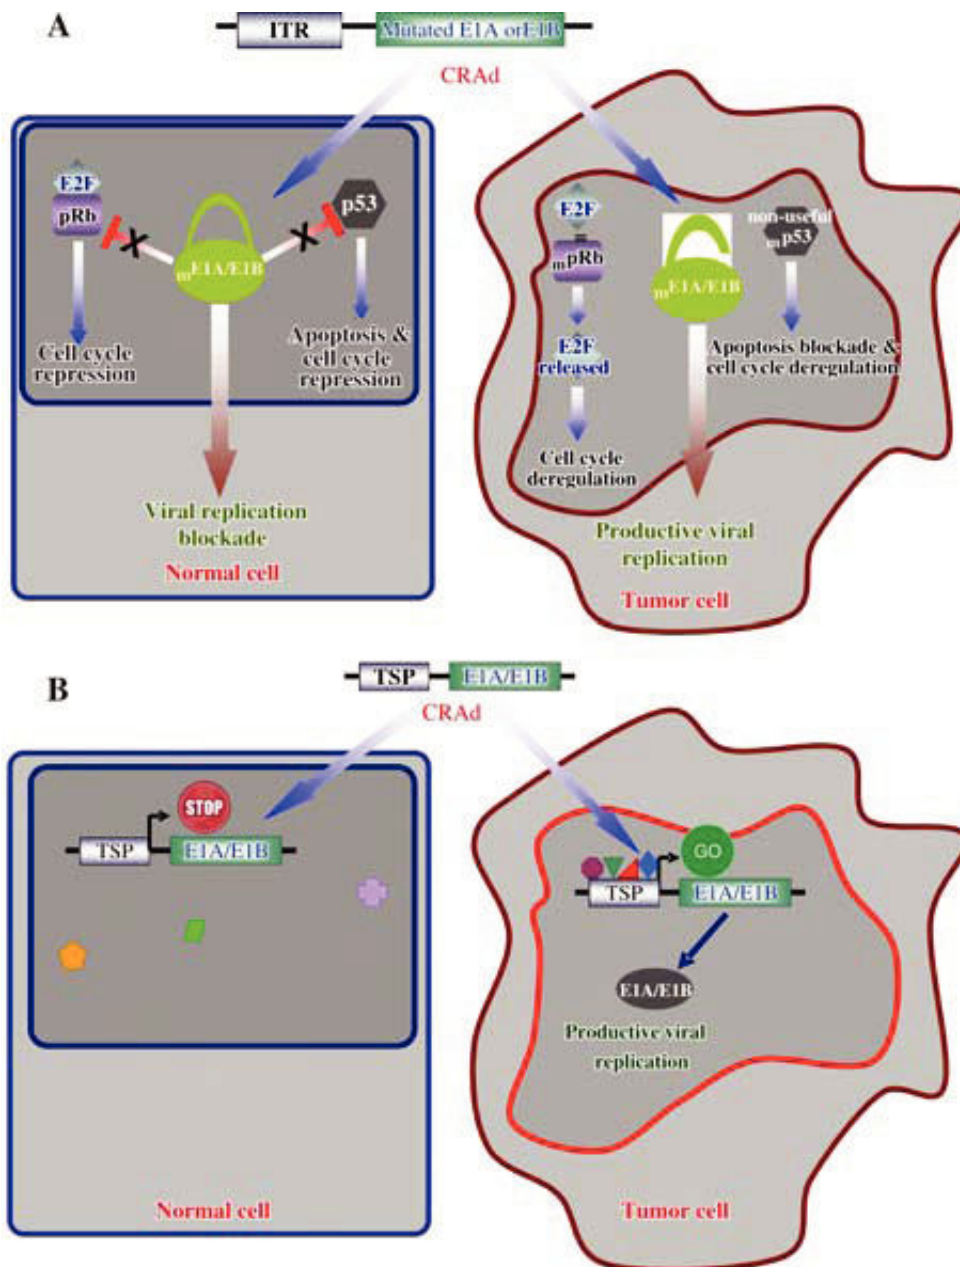 A
ITR
Mutated E1A orE1B
CRAd
E2F
pRb
p53
mE1A/E1B
X
X
Cell cycle
repression
Apoptosis &
cell cycle
repression
Viral replication
blockade
Normal cell
E2F
mpRb
E2F
released
Cell cycle
deregulation
mE1A/E1B
non-useful
mp53
Apoptosis blockade &
cell cycle deregulation
Productive viral
replication
Tumor cell
B
TSP
E1A/E1B
CRAd
STOP
TSP
E1A/E1B
Normal cell
GO
TSP
E1A/E1B
E1A/E1B
Productive viral
replication
Tumor cell